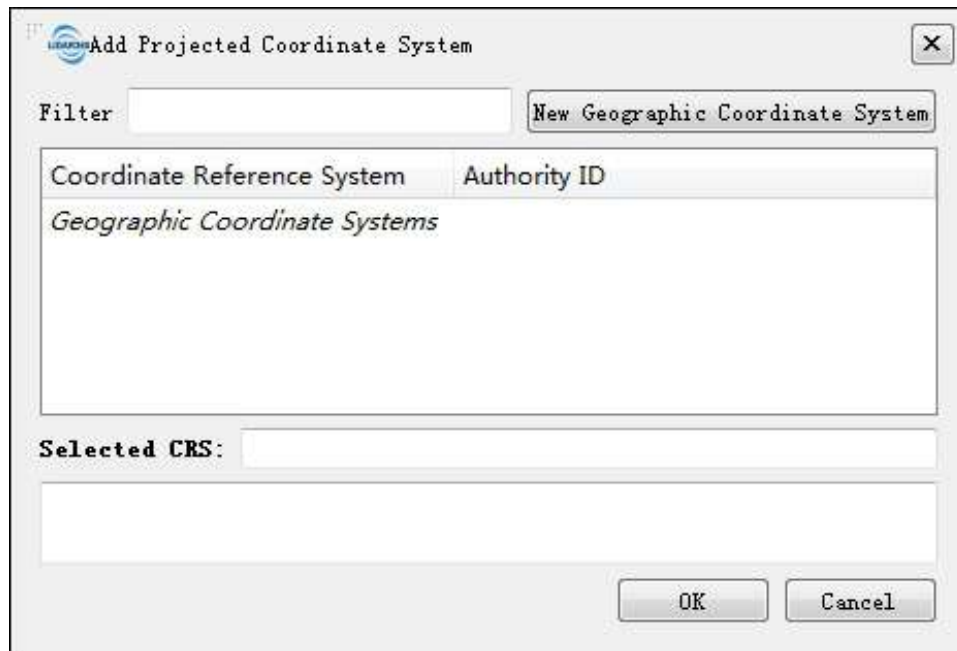 Add Projected Coordinate System
Filter New Geographic Coordinate System
Coordinate Reference System Authority ID
Geographic Coordinate Systems
Selected CRS:
OK Cancel